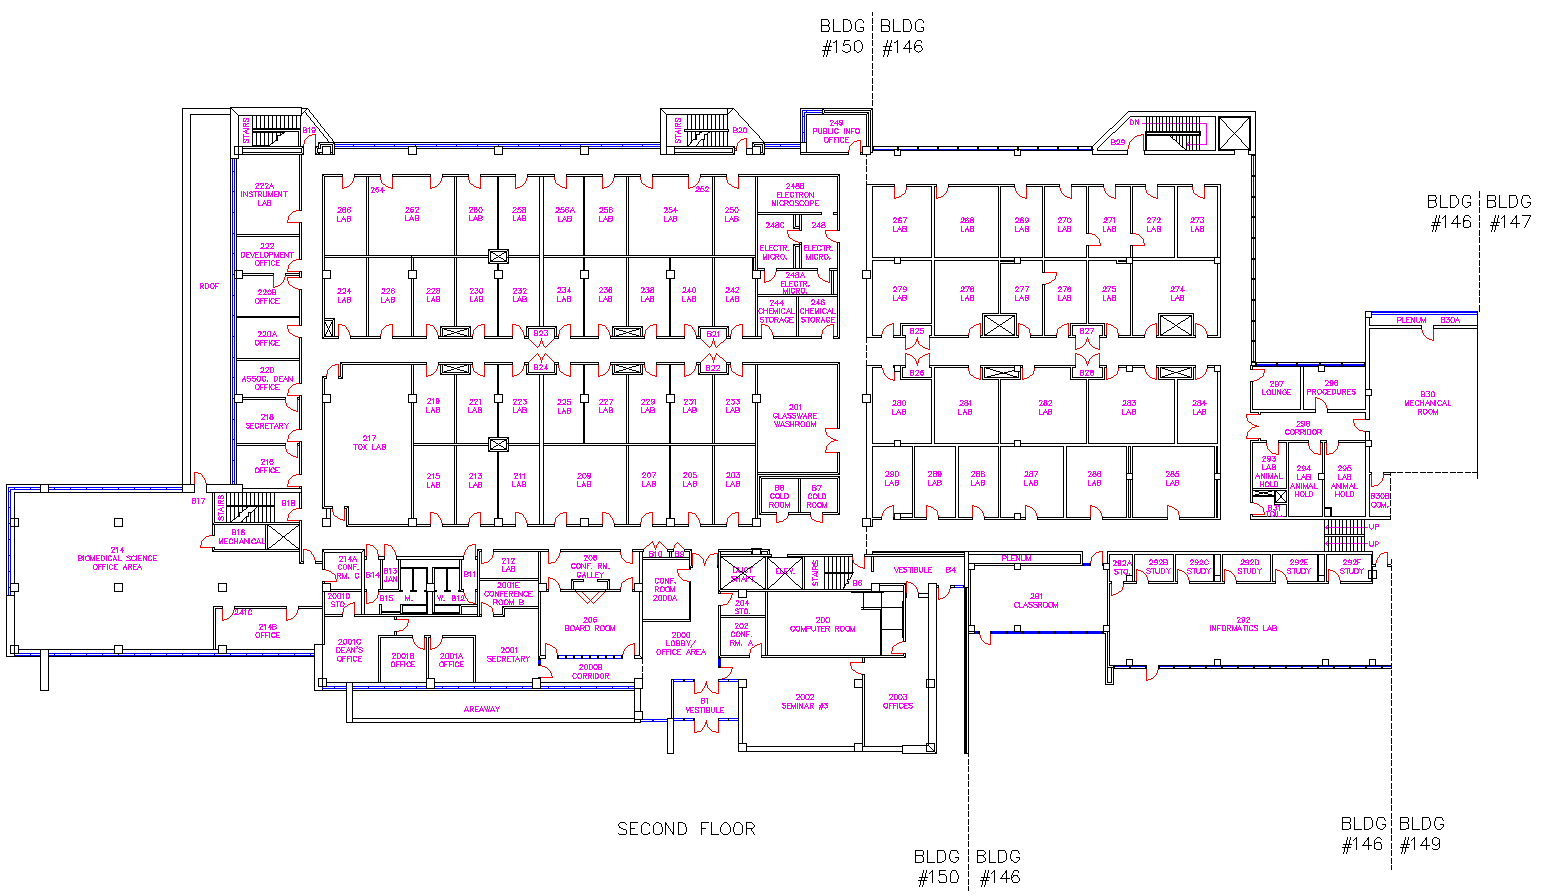 BLDG #150
BLDG #146
BLDG #146
BLDG #147
STAIRS
B19
STAIRS
B20
249
PUBLIC INFO
OFFICE
DN
B29
222A
INSTRUMENT
LAB
222
DEVELOPMENT
OFFICE
220B
OFFICE
220A
OFFICE
220
ASSOC. DEAN
OFFICE
218
SECRETARY
216
OFFICE
ROOF
266
LAB
264
262
LAB
260
LAB
258
LAB
256A
LAB
256
LAB
254
LAB
252
250
LAB
248B
ELECTRON
MICROSCOPE
248C
ELECTR.
MICRO.
248
ELECTR.
MICRO.
248A
ELECTR.
MICRO.
244
CHEMICAL
STORAGE
246
CHEMICAL
STORAGE
224
LAB
226
LAB
228
LAB
230
LAB
232
LAB
234
LAB
236
LAB
238
LAB
240
LAB
242
LAB
B23
B21
B24
B22
267
LAB
268
LAB
269
LAB
270
LAB
271
LAB
272
LAB
273
LAB
279
LAB
278
LAB
277
LAB
276
LAB
275
LAB
274
LAB
B25
B27
B26
B28
PLENUM B30A
B30
MECHANICAL
ROOM
217
TOX LAB
219
LAB
221
LAB
223
LAB
225
LAB
227
LAB
229
LAB
231
LAB
233
LAB
201
GLASSWARE
WASHROOM
215
LAB
213
LAB
211
LAB
209
LAB
207
LAB
205
LAB
203
LAB
B8
COLD
ROOM
B7
COLD
ROOM
280
LAB
281
LAB
282
LAB
283
LAB
284
LAB
290
LAB
289
LAB
288
LAB
287
LAB
286
LAB
285
LAB
297
LOUNGE
296
PROCEDURES
298
CORRIDOR
293
LAB
ANIMAL
HOLD
294
LAB
ANIMAL
HOLD
295
LAB
ANIMAL
HOLD
B31
B30B
COM.
UP
UP
B17
STAIRS
B18
B16
MECHANICAL
214
BIOMEDICAL SCIENCE
OFFICE AREA
241C
214B
OFFICE
214A
CONF.
RM. C
2001D
STO.
B14
B13
JAN
B15
M.
W.
B12
B11
212
LAB
2001E
CONFERENCE
ROOM B
208
CONF. RM.
GALLEY
206
BOARD ROOM
B10
B9
CONF.
ROOM
2000A
2000
LOBBY/
OFFICE AREA
2000B
CORRIDOR
2001C
DEAN'S
OFFICE
2001B
OFFICE
2001A
OFFICE
2001
SECRETARY
AREAWAY
B1
VESTIBULE
DUCT
SHAFT
ELEV.
STAIRS
B6
VESTIBULE B4
204
STO.
202
CONF.
RM. A
200
COMPUTER ROOM
2002
SEMINAR #3
2003
OFFICES
PLENUM
291
CLASSROOM
292A
STO.
292B
STUDY
292C
STUDY
292D
STUDY
292E
STUDY
292F
STUDY
292
INFORMATICS LAB
SECOND FLOOR
BLDG #150
BLDG #146
BLDG #146
BLDG #149